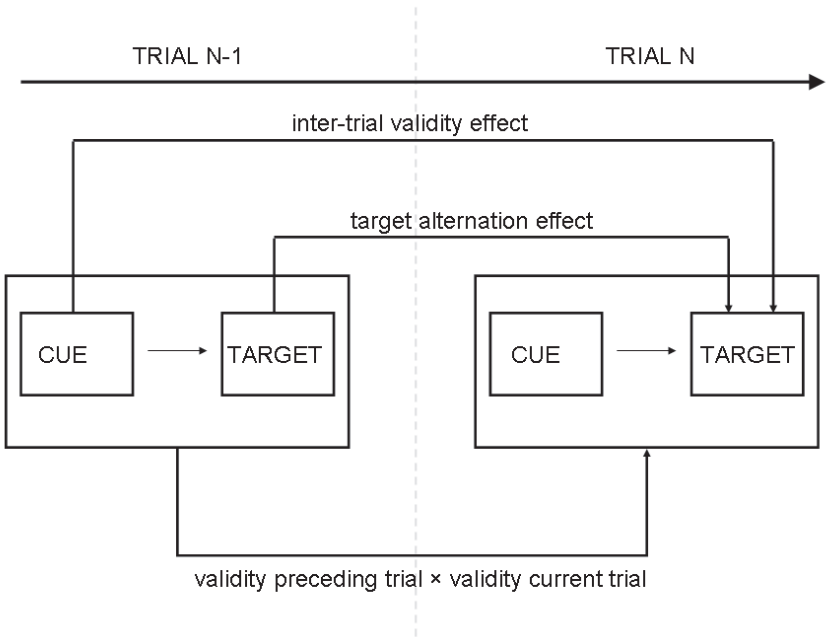 TRIAL N-1
TRIAL N
inter-trial validity effect
target alternation effect
CUE
TARGET
CUE
TARGET
validity preceding trial × validity current trial